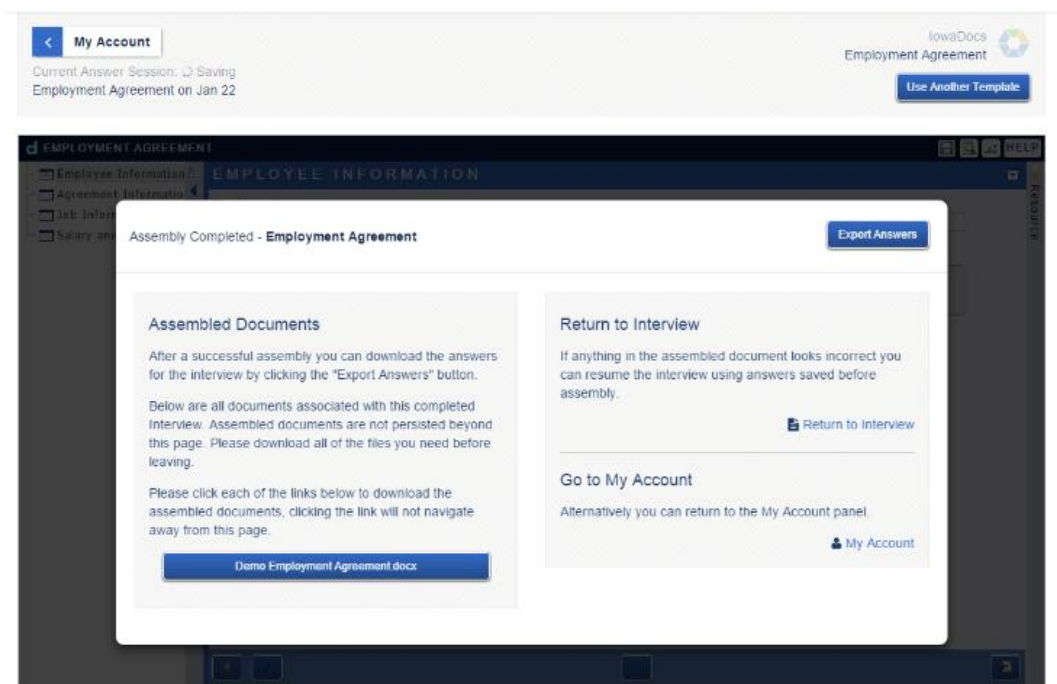 My Account
Current Answer Session: Saving
Employment Agreement on Jan 22
IowaDocs
Employment Agreement
Use Another Template
EMPLOYMENT AGREEMENT
HELP
Employee Information
EMPLOYEE INFORMATION
Agreement Informatio
Job Inform
Salary and
Resource
Assembly Completed - Employment Agreement
Export Answers
Assembled Documents
After a successful assembly you can download the answers
for the interview by clicking the "Export Answers" button.
Below are all documents associated with this completed
Interview. Assembled documents are not persisted beyond
this page. Please download all of the files you need before
leaving.
Please click each of the links below to download the
assembled documents, clicking the link will not navigate
away from this page.
Demo Employment Agreement.docx
Return to Interview
If anything in the assembled document looks incorrect you
can resume the interview using answers saved before
assembly.
Return to Interview
Go to My Account
Alternatively you can return to the My Account panel.
My Account